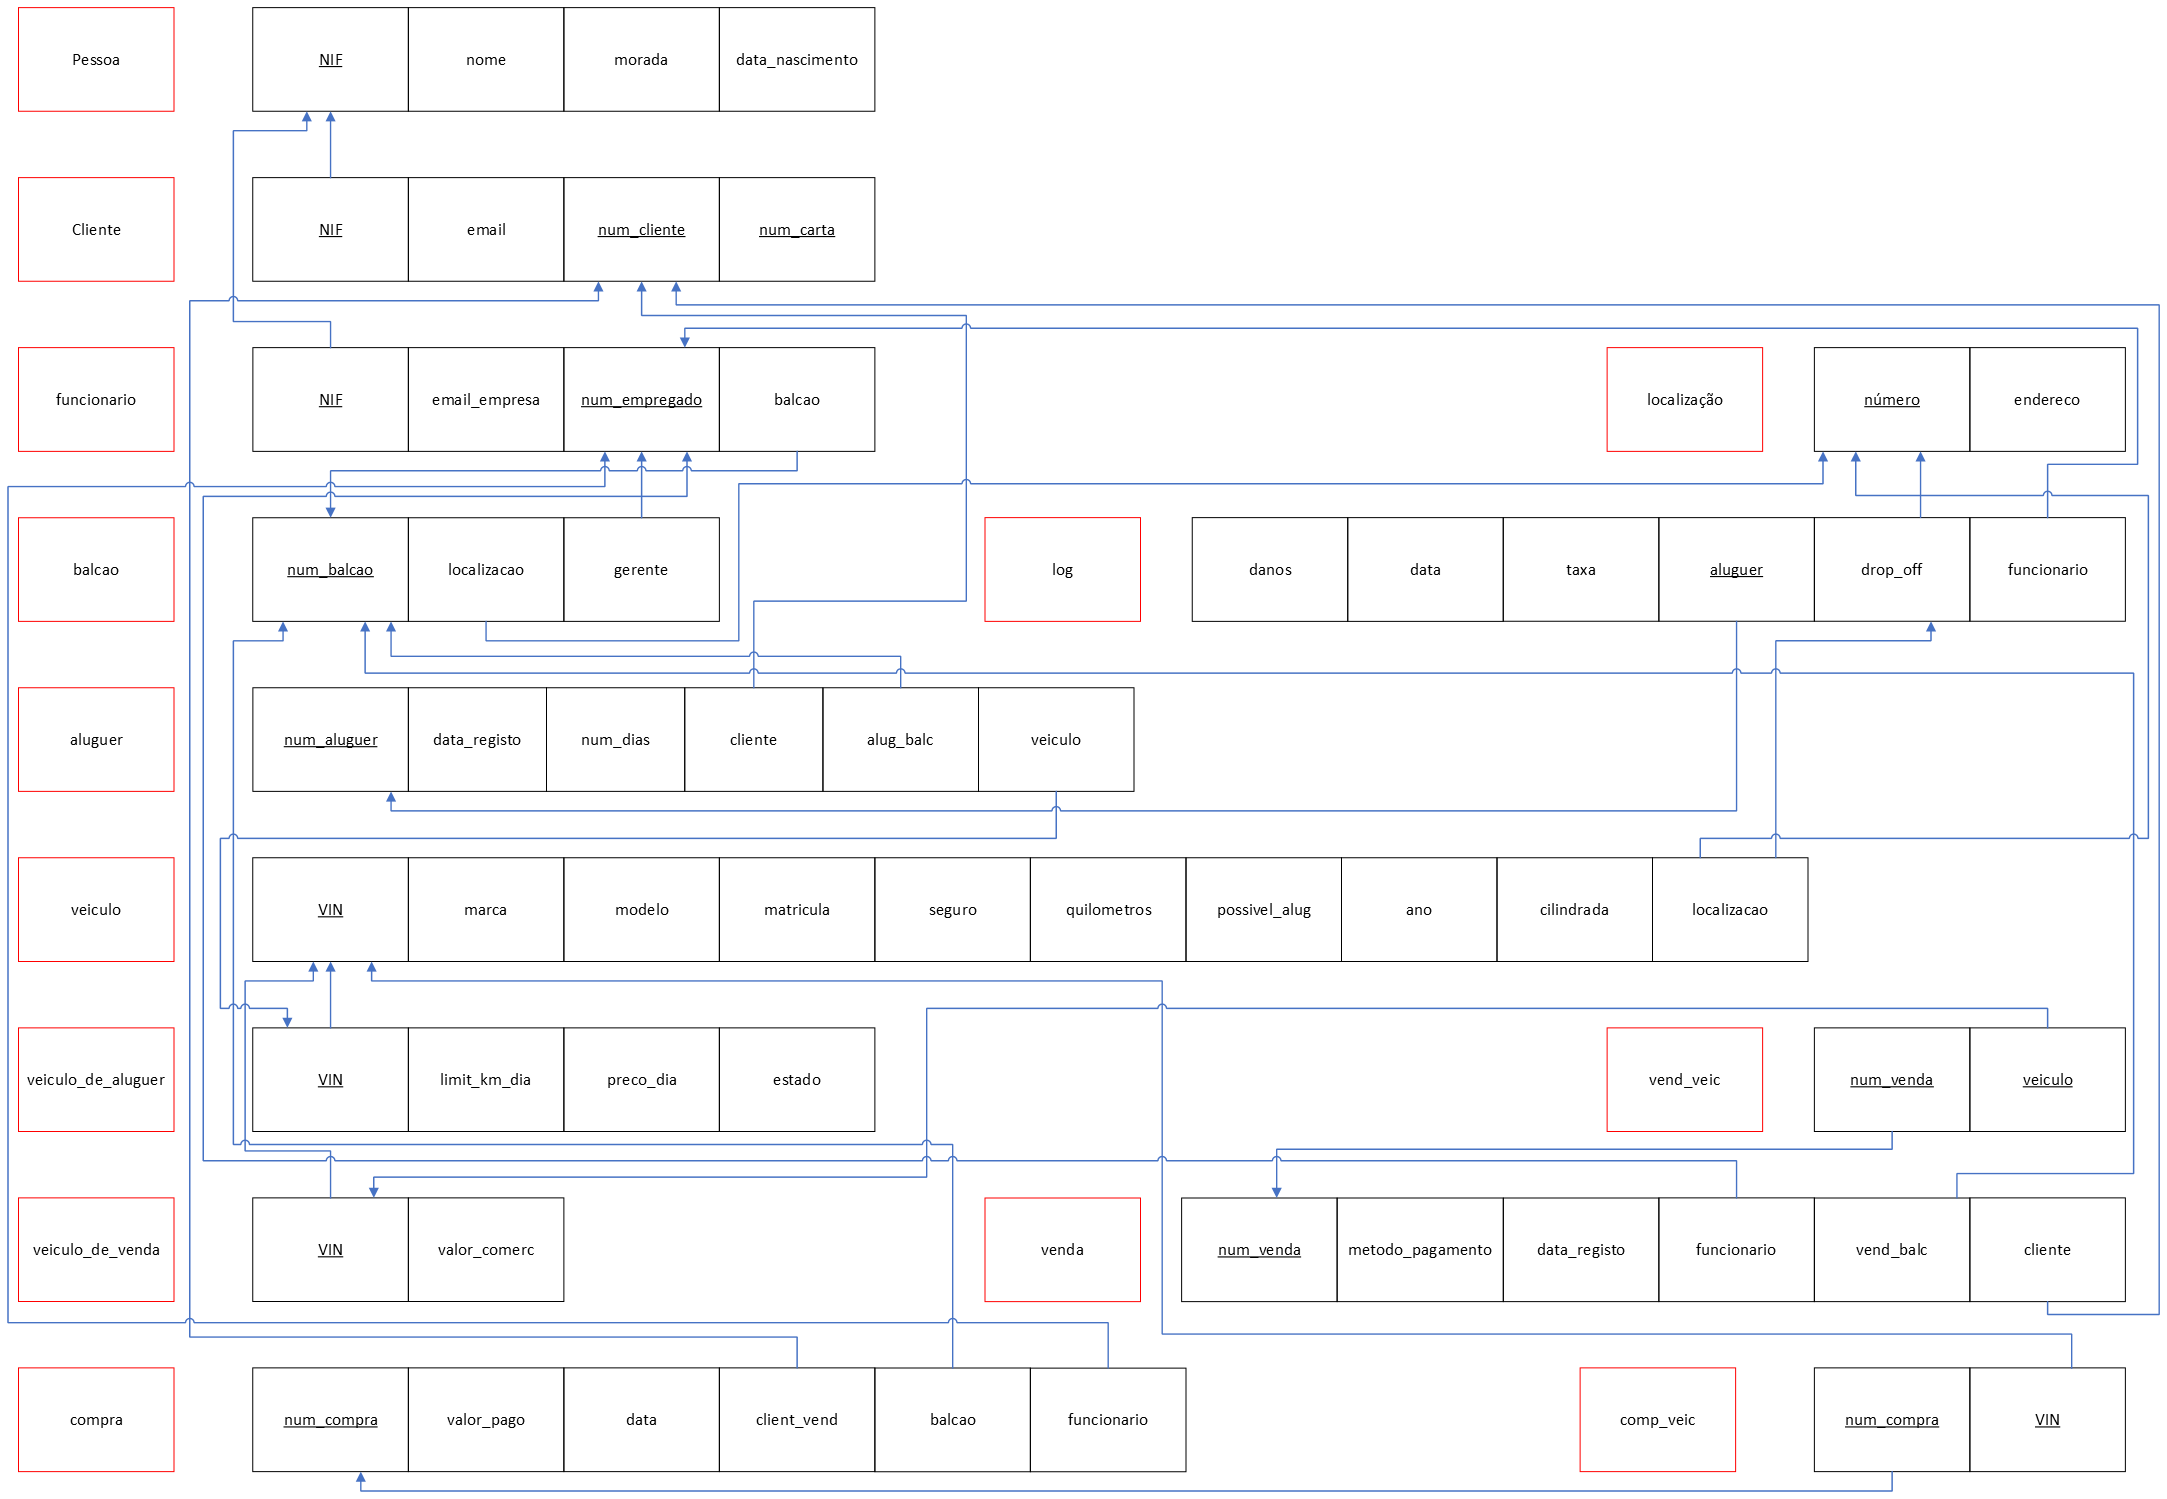 Pessoa NIF nome morada data_nascimento
Cliente NIF email num_cliente num_carta
funcionario NIF email_empresa num_empregado balcao localização número endereco
balcao num_balcao localizacao gerente log danos data taxa aluguer drop_off funcionario
aluguer num_aluguer data_registo num_dias cliente alug_balc veiculo
veiculo VIN marca modelo matricula seguro quilometros possivel_alug ano cilindrada localizacao
veiculo_de_aluguer VIN limit_km_dia preco_dia estado vend_veic num_venda veiculo
veiculo_de_venda VIN valor_comerc venda num_venda metodo_pagamento data_registo funcionario vend_balc cliente
compra num_compra valor_pago data client_vend balcao funcionario comp_veic num_compra VIN